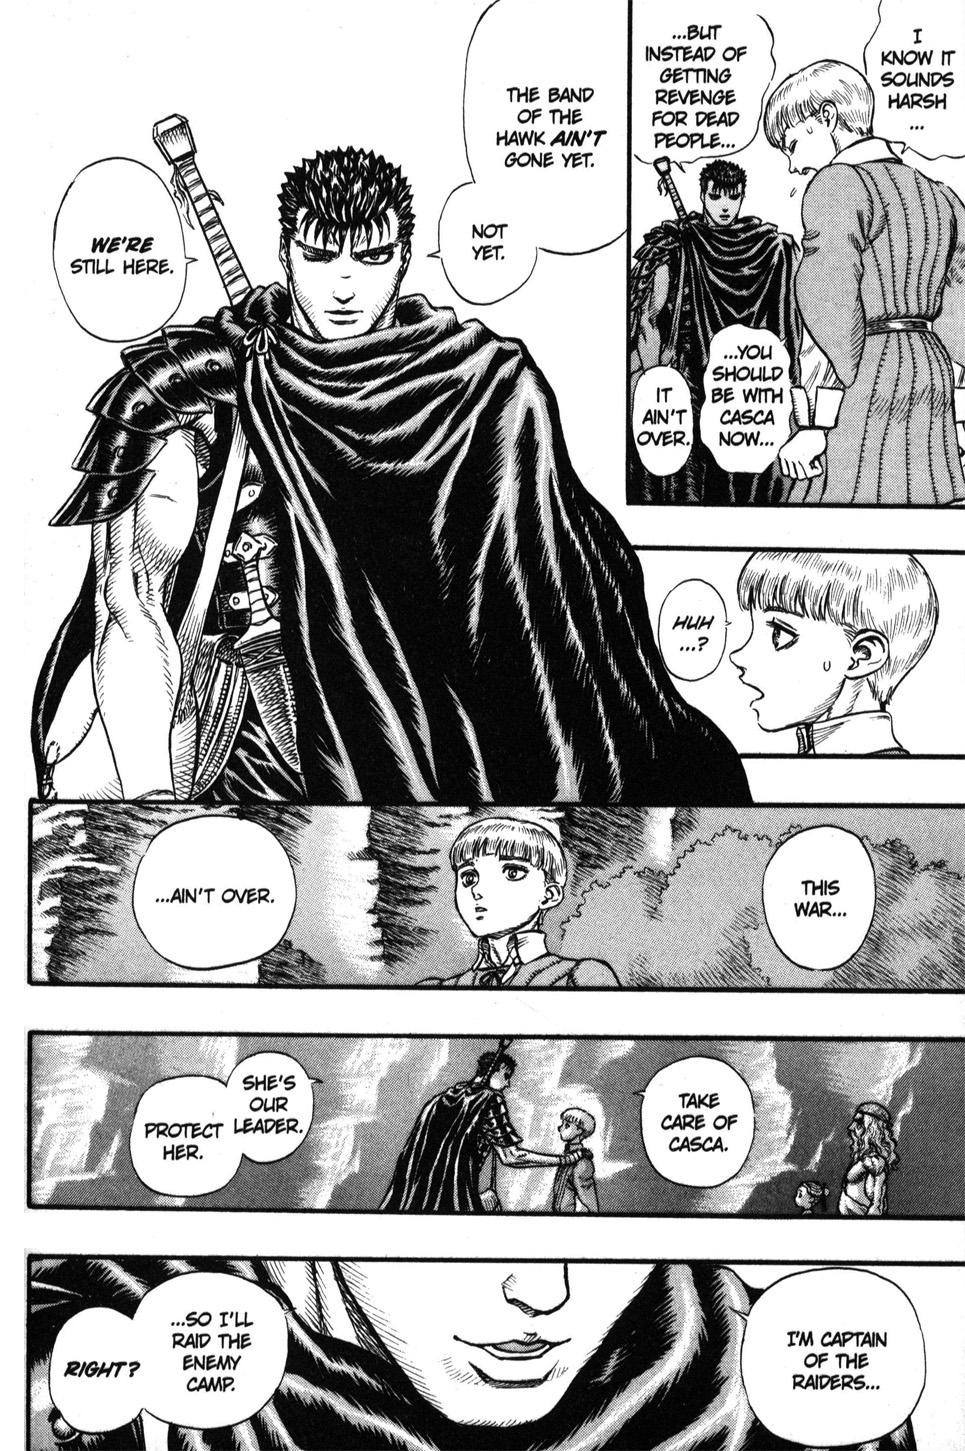 I
KNOW IT
SOUNDS
HARSH
...
...BUT
INSTEAD OF
GETTING
REVENGE
FOR DEAD
PEOPLE...
...YOU
SHOULD
BE WITH
CASCA
NOW...
IT
AIN'T
OVER.
THE BAND
OF THE
HAWK AIN'T
GONE YET.
NOT
YET.
WE'RE
STILL HERE.
HUH
...?
THIS
WAR...
...AIN'T OVER.
TAKE
CARE OF
CASCA.
SHE'S
OUR
LEADER.
PROTECT
HER.
I'M CAPTAIN
OF THE
RAIDERS...
...SO I'LL
RAID THE
ENEMY
CAMP.
RIGHT?